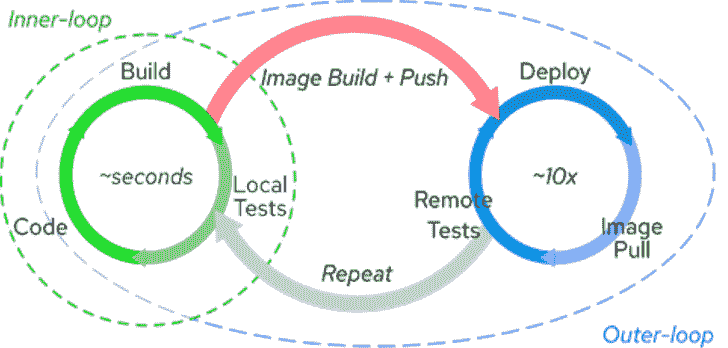 Inner-loop
Build
Image Build + Push
Deploy
~seconds
Local
Tests
Remote
Tests
~10x
Code
Image
Pull
Repeat
Outer-loop